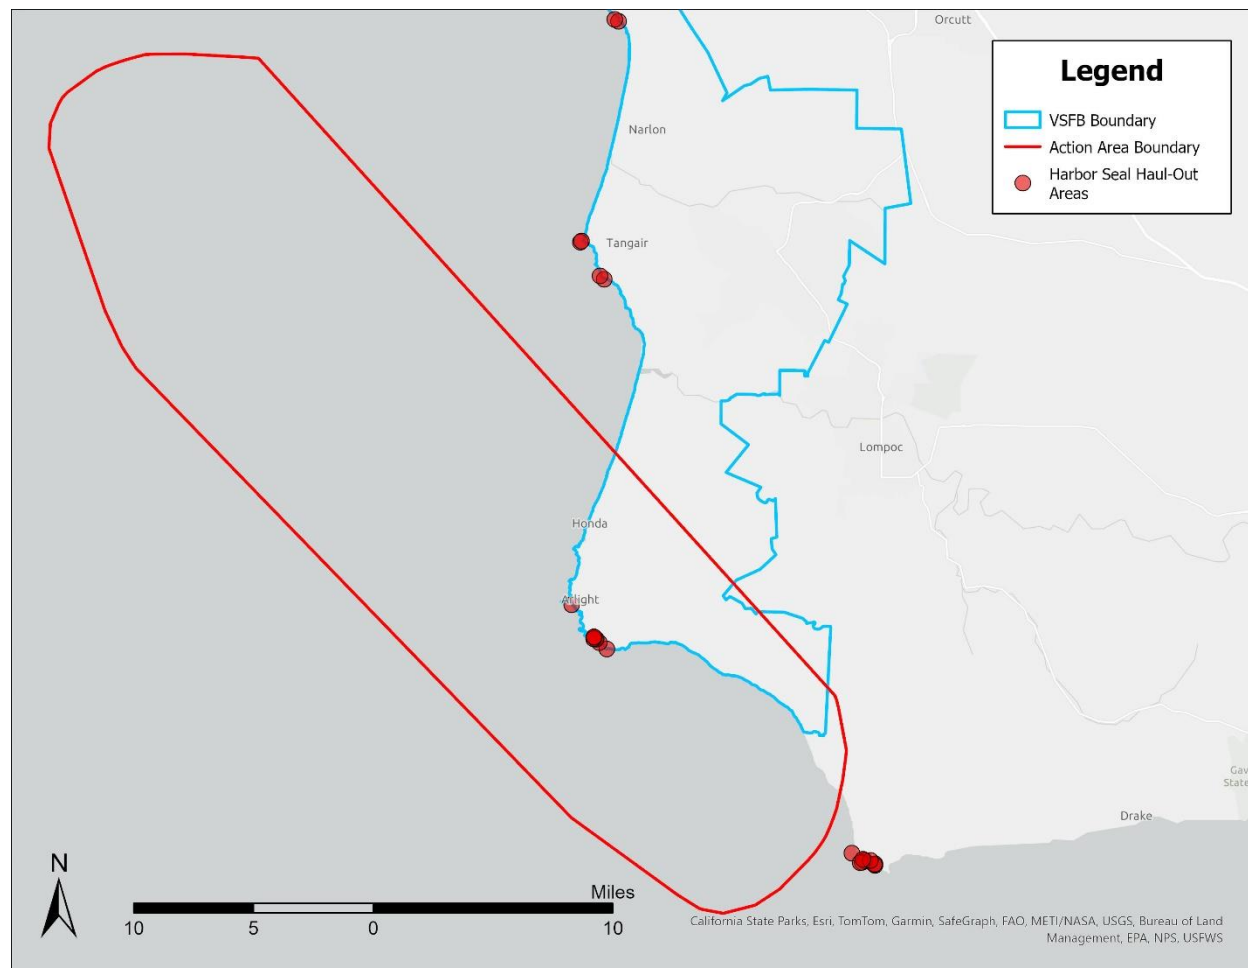 Orcutt
Legend
VSFB Boundary
Action Area Boundary
Harbor Seal Haul-Out
Areas
Narlon
Tangair
Lompoc
Honda
Arlight
Gav
State
Drake
N
Miles
10 5 0 10
California State Parks, Esri, TomTom, Garmin, SafeGraph, FAO, METI/NASA, USGS, Bureau of Land
Management, EPA, NPS, USFWS